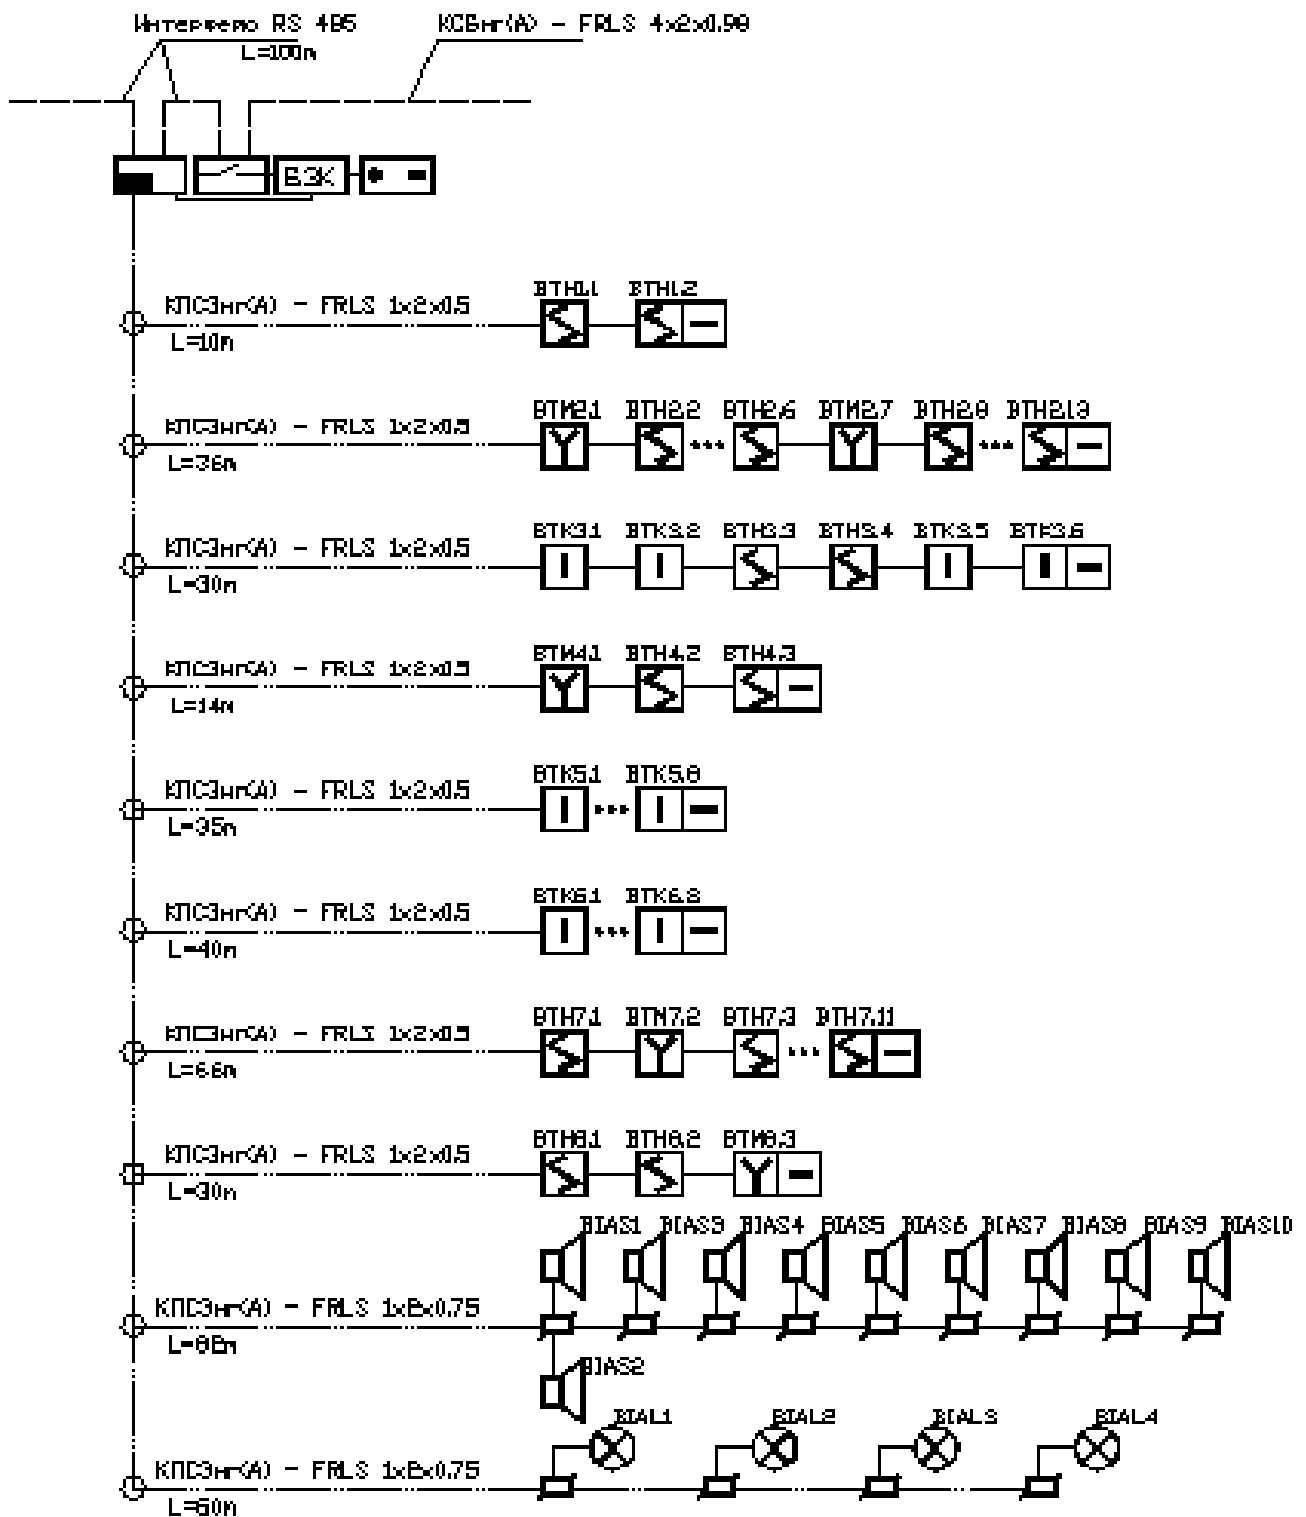 Интерфейс RS 485
L=100m
КСВнг(А) - FRLS 4x2x0.98
БЭК
BTH1.1 BTH1.2
КПСЭнг(А) - FRLS 1x2x0.5
L=10m
BTM2.1 BTH2.2 BTH2.6 BTM2.7 BTH2.8 BTH2.13
КПСЭнг(А) - FRLS 1x2x0.5
L=36m
BTK3.1 BTK3.2 BTH3.3 BTH3.4 BTK3.5 BTK3.6
КПСЭнг(А) - FRLS 1x2x0.5
L=30m
BTM4.1 BTH4.2 BTH4.3
КПСЭнг(А) - FRLS 1x2x0.5
L=14m
BTK5.1 BTK5.8
КПСЭнг(А) - FRLS 1x2x0.5
L=35m
BTK6.1 BTK6.8
КПСЭнг(А) - FRLS 1x2x0.5
L=40m
BTH7.1 BTM7.2 BTH7.3 BTH7.11
КПСЭнг(А) - FRLS 1x2x0.5
L=66m
BTH8.1 BTH8.2 BTM8.3
КПСЭнг(А) - FRLS 1x2x0.5
L=30m
BIAS1 BIAS3 BIAS4 BIAS5 BIAS6 BIAS7 BIAS8 BIAS9 BIAS10
КПСЭнг(А) - FRLS 1x2x0.75
BIAS2
BIAL1 BIAL2 BIAL3 BIAL4
КПСЭнг(А) - FRLS 1x2x0.75